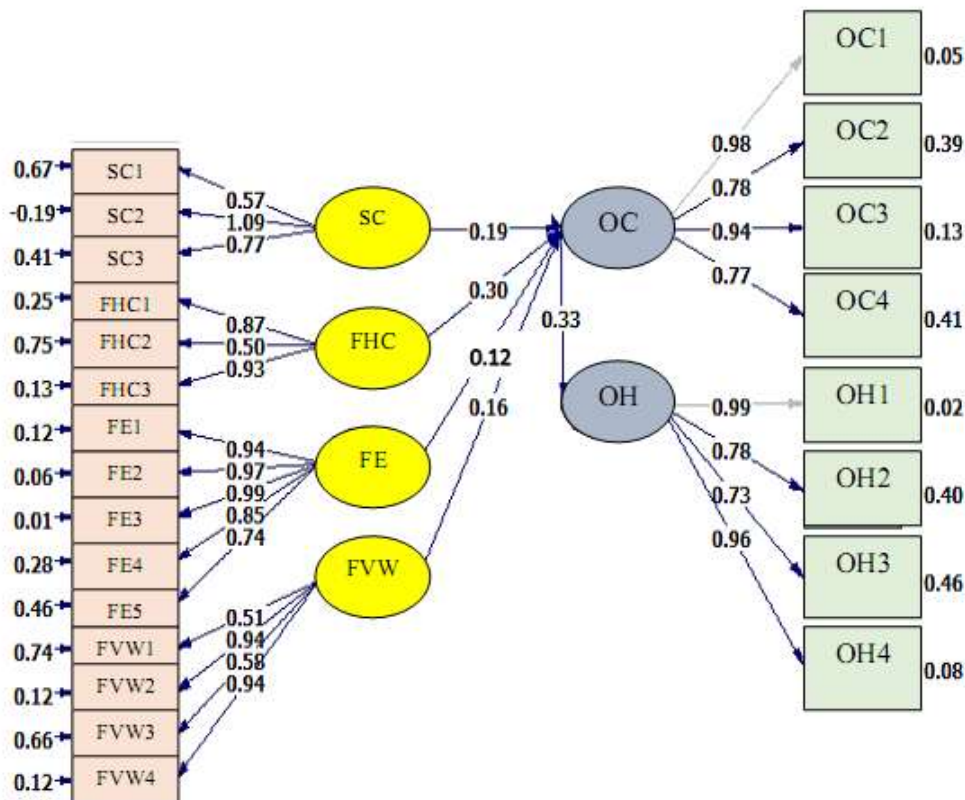 0.67 SC1
-0.19 SC2
0.41 SC3
0.25 FHC1
0.75 FHC2
0.13 FHC3
0.12 FE1
0.06 FE2
0.01 FE3
0.28 FE4
0.46 FE5
0.74 FVW1
0.12 FVW2
0.66 FVW3
0.12 FVW4
0.57
1.09
0.77
0.87
0.50
0.93
0.94
0.97
0.99
0.85
0.74
0.51
0.94
0.58
0.94
SC
FHC
FE
FVW
0.19
0.30
0.12
0.16
OC
0.33
OH
0.98
0.78
0.94
0.77
0.99
0.78
0.73
0.96
OC1 0.05
OC2 0.39
OC3 0.13
OC4 0.41
OH1 0.02
OH2 0.40
OH3 0.46
OH4 0.08